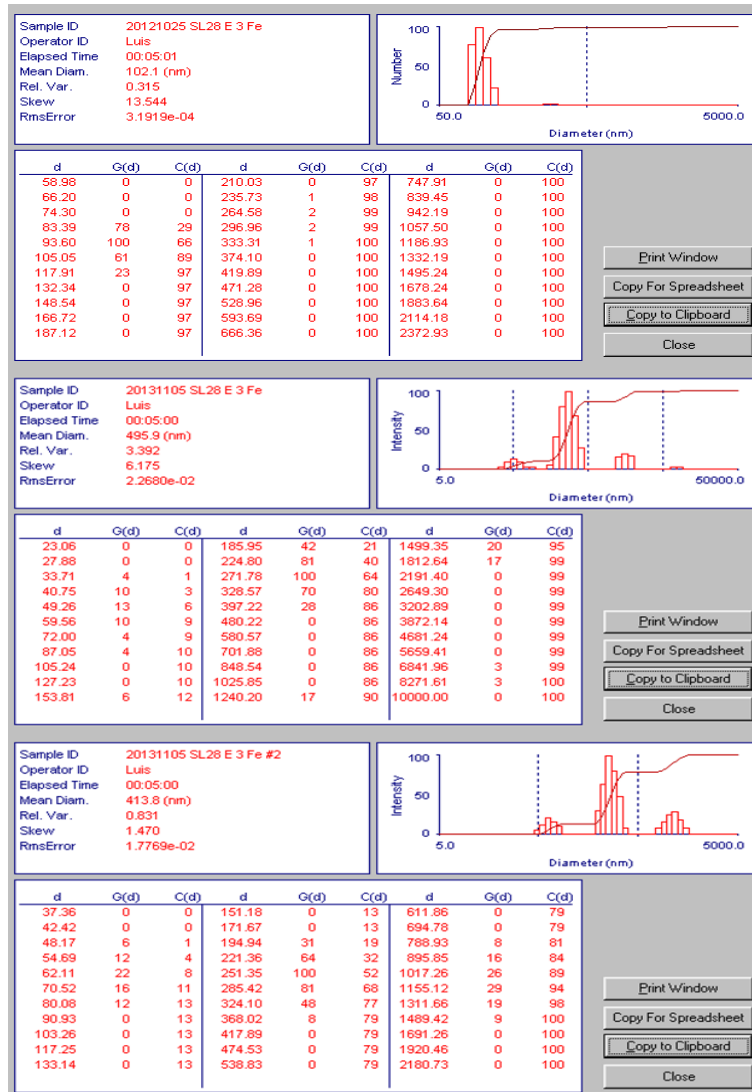 Sample ID 20121025 SL28 E 3 Fe
Operator ID Luis
Elapsed Time 00:05:01
Mean Diam. 102.1 (nm)
Rel. Var. 0.315
Skew 13.544
RmsError 3.1919e-04
Number
100
50
0
50.0 5000.0
Diameter (nm)
d G(d) C(d) d G(d) C(d) d G(d) C(d)
58.98 0 0 210.03 0 97 747.91 0 100
66.20 0 0 235.73 1 98 839.45 0 100
74.30 0 0 264.58 2 99 942.19 0 100
83.39 78 29 296.96 2 99 1057.50 0 100
93.60 100 66 333.31 1 100 1186.93 0 100
105.05 61 89 374.10 0 100 1332.19 0 100
117.91 23 97 419.89 0 100 1495.24 0 100
132.34 0 97 471.28 0 100 1678.24 0 100
148.54 0 97 528.96 0 100 1883.64 0 100
166.72 0 97 593.69 0 100 2114.18 0 100
187.12 0 97 666.36 0 100 2372.93 0 100
Print Window
Copy For Spreadsheet
Copy to Clipboard
Close
Sample ID 20131105 SL28 E 3 Fe
Operator ID Luis
Elapsed Time 00:05:00
Mean Diam. 495.9 (nm)
Rel. Var. 3.392
Skew 6.175
RmsError 2.2680e-02
Intensity
100
50
0
5.0 50000.0
Diameter (nm)
d G(d) C(d) d G(d) C(d) d G(d) C(d)
23.06 0 0 185.95 42 21 1499.35 20 95
27.88 0 0 224.80 81 40 1812.64 17 99
33.71 4 1 271.78 100 64 2191.40 0 99
40.75 10 3 328.57 70 80 2649.30 0 99
49.26 13 6 397.22 28 86 3202.89 0 99
59.56 10 9 480.22 0 86 3872.14 0 99
72.00 4 9 580.57 0 86 4681.24 0 99
87.05 4 10 701.88 0 86 5659.41 0 99
105.24 0 10 848.54 0 86 6841.96 3 99
127.23 0 10 1025.85 0 86 8271.61 3 100
153.81 6 12 1240.20 17 90 10000.00 0 100
Print Window
Copy For Spreadsheet
Copy to Clipboard
Close
Sample ID 20131105 SL28 E 3 Fe #2
Operator ID Luis
Elapsed Time 00:05:00
Mean Diam. 413.8 (nm)
Rel. Var. 0.831
Skew 1.470
RmsError 1.7769e-02
Intensity
100
50
0
5.0 5000.0
Diameter (nm)
d G(d) C(d) d G(d) C(d) d G(d) C(d)
37.36 0 0 151.18 0 13 611.86 0 79
42.42 0 0 171.67 0 13 694.78 0 79
48.17 6 1 194.94 31 19 788.93 8 81
54.69 12 4 221.36 64 32 895.85 16 84
62.11 22 8 251.35 100 52 1017.26 26 89
70.52 16 11 285.42 81 68 1155.12 29 94
80.08 12 13 324.10 48 77 1311.66 19 98
90.93 0 13 368.02 8 79 1489.42 9 100
103.26 0 13 417.89 0 79 1691.26 0 100
117.25 0 13 474.53 0 79 1920.46 0 100
133.14 0 13 538.83 0 79 2180.73 0 100
Print Window
Copy For Spreadsheet
Copy to Clipboard
Close